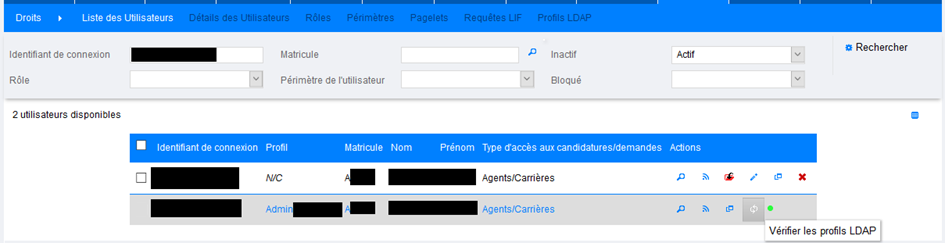 Droits Liste des Utilisateurs Détails des Utilisateurs Rôles Périmètres Pagelets Requêtes LIF Profils LDAP
Identifiant de connexion Matricule Inactif Actif Rechercher
Rôle Périmètre de l'utilisateur Bloqué
2 utilisateurs disponibles
Identifiant de connexion Profil Matricule Nom Prénom Type d'accès aux candidatures/demandes Actions
N/C A Agents/Carrières
Admin A Agents/Carrières
Vérifier les profils LDAP